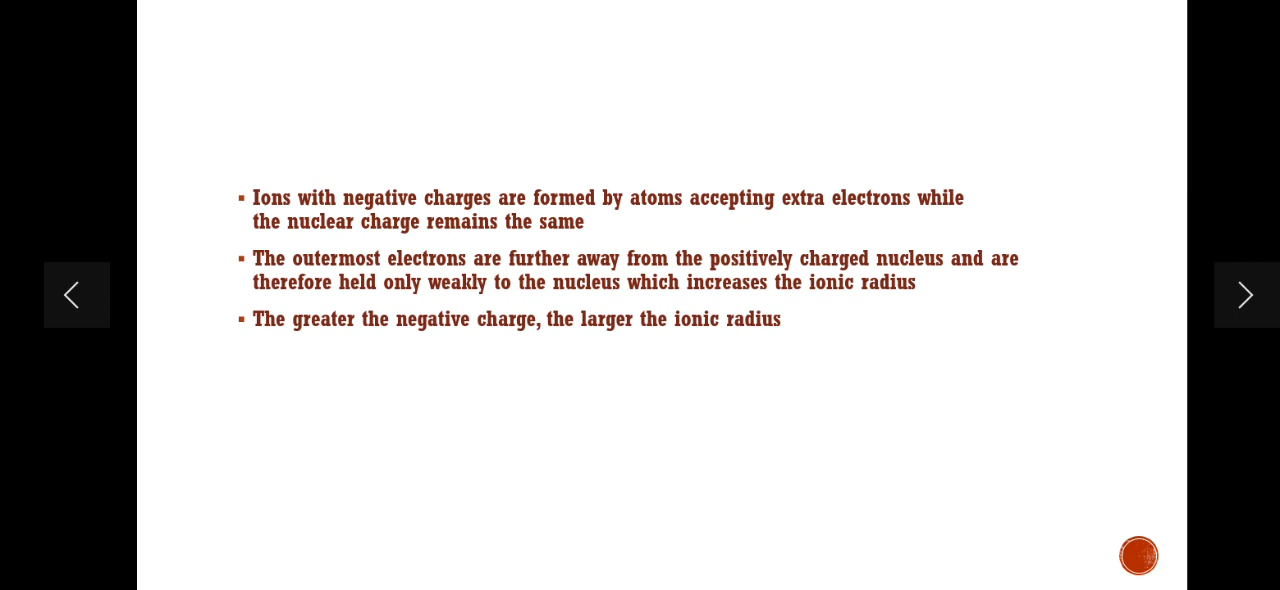 ▪ Ions with negative charges are formed by atoms accepting extra electrons while
the nuclear charge remains the same
▪ The outermost electrons are further away from the positively charged nucleus and are
therefore held only weakly to the nucleus which increases the ionic radius
▪ The greater the negative charge, the larger the ionic radius